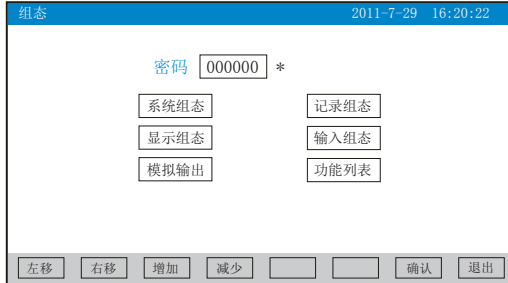 组态 2011-7-29 16:20:22
密码 000000 *
系统组态 记录组态
显示组态 输入组态
模拟输出 功能列表
左移 右移 增加 减少 确认 退出